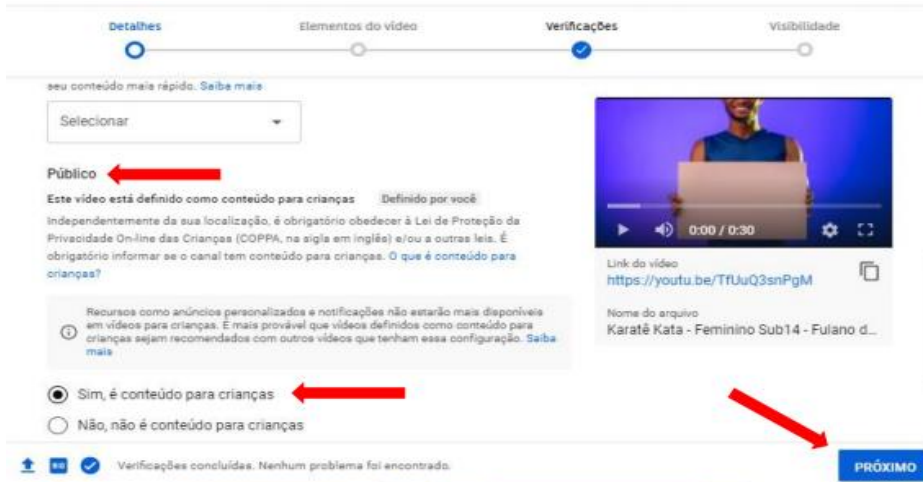 Detalhes
Elementos do vídeo
Verificações
Visibilidade
seu conteúdo mais rápido. Saiba mais
Selecionar
Público
Este vídeo está definido como conteúdo para crianças Definido por você
Independentemente da sua localização, é obrigatório obedecer à Lei de Proteção da
Privacidade On-line das Crianças (COPPA, na sigla em inglês) e/ou a outras leis. É
obrigatório informar se o canal tem conteúdo para crianças. O que é conteúdo para
crianças?
Recursos como anúncios personalizados e notificações não estarão mais disponíveis
em vídeos para crianças. É mais provável que vídeos definidos como conteúdo para
crianças sejam recomendados com outros vídeos que tenham essa configuração. Saiba
mais
Sim, é conteúdo para crianças
Não, não é conteúdo para crianças
0:00 / 0:30
Link do vídeo
https://youtu.be/TfUuQ3snPgM
Nome do arquivo
Karatê Kata - Feminino Sub14 - Fulano d...
Verificações concluídas. Nenhum problema foi encontrado.
PRÓXIMO